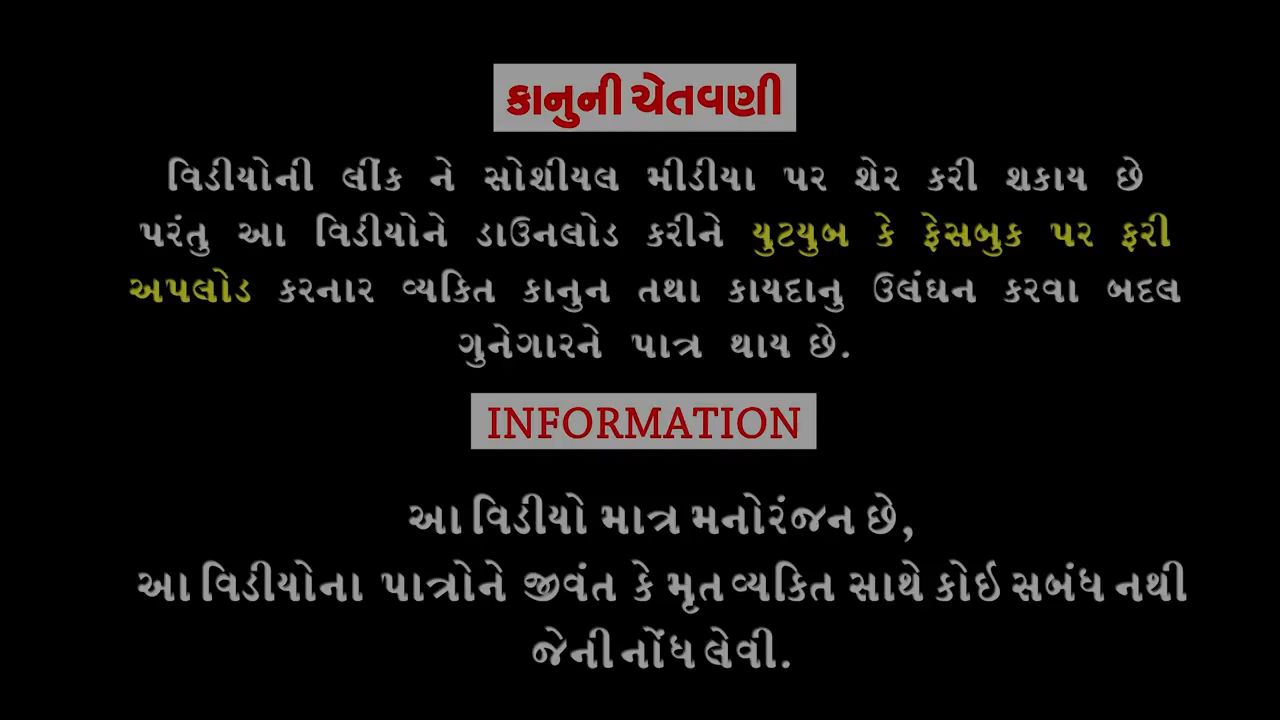 કાનુની ચેતવણી
વિડીયોની લીંક ને સોશીયલ મીડીયા પર શેર કરી શકાય છે
પરંતુ આ વિડીયોને ડાઉનલોડ કરીને યુટયુબ કે ફેસબુક પર ફરી
અપલોડ કરનાર વ્યકિત કાનુન તથા કાયદાનુ ઉલંઘન કરવા બદલ
ગુનેગારને પાત્ર થાય છે.
INFORMATION
આ વિડીયો માત્ર મનોરંજન છે,
આ વિડીયોના પાત્રોને જીવંત કે મૃત વ્યકિત સાથે કોઇ સબંધ નથી
જેની નોંધ લેવી.